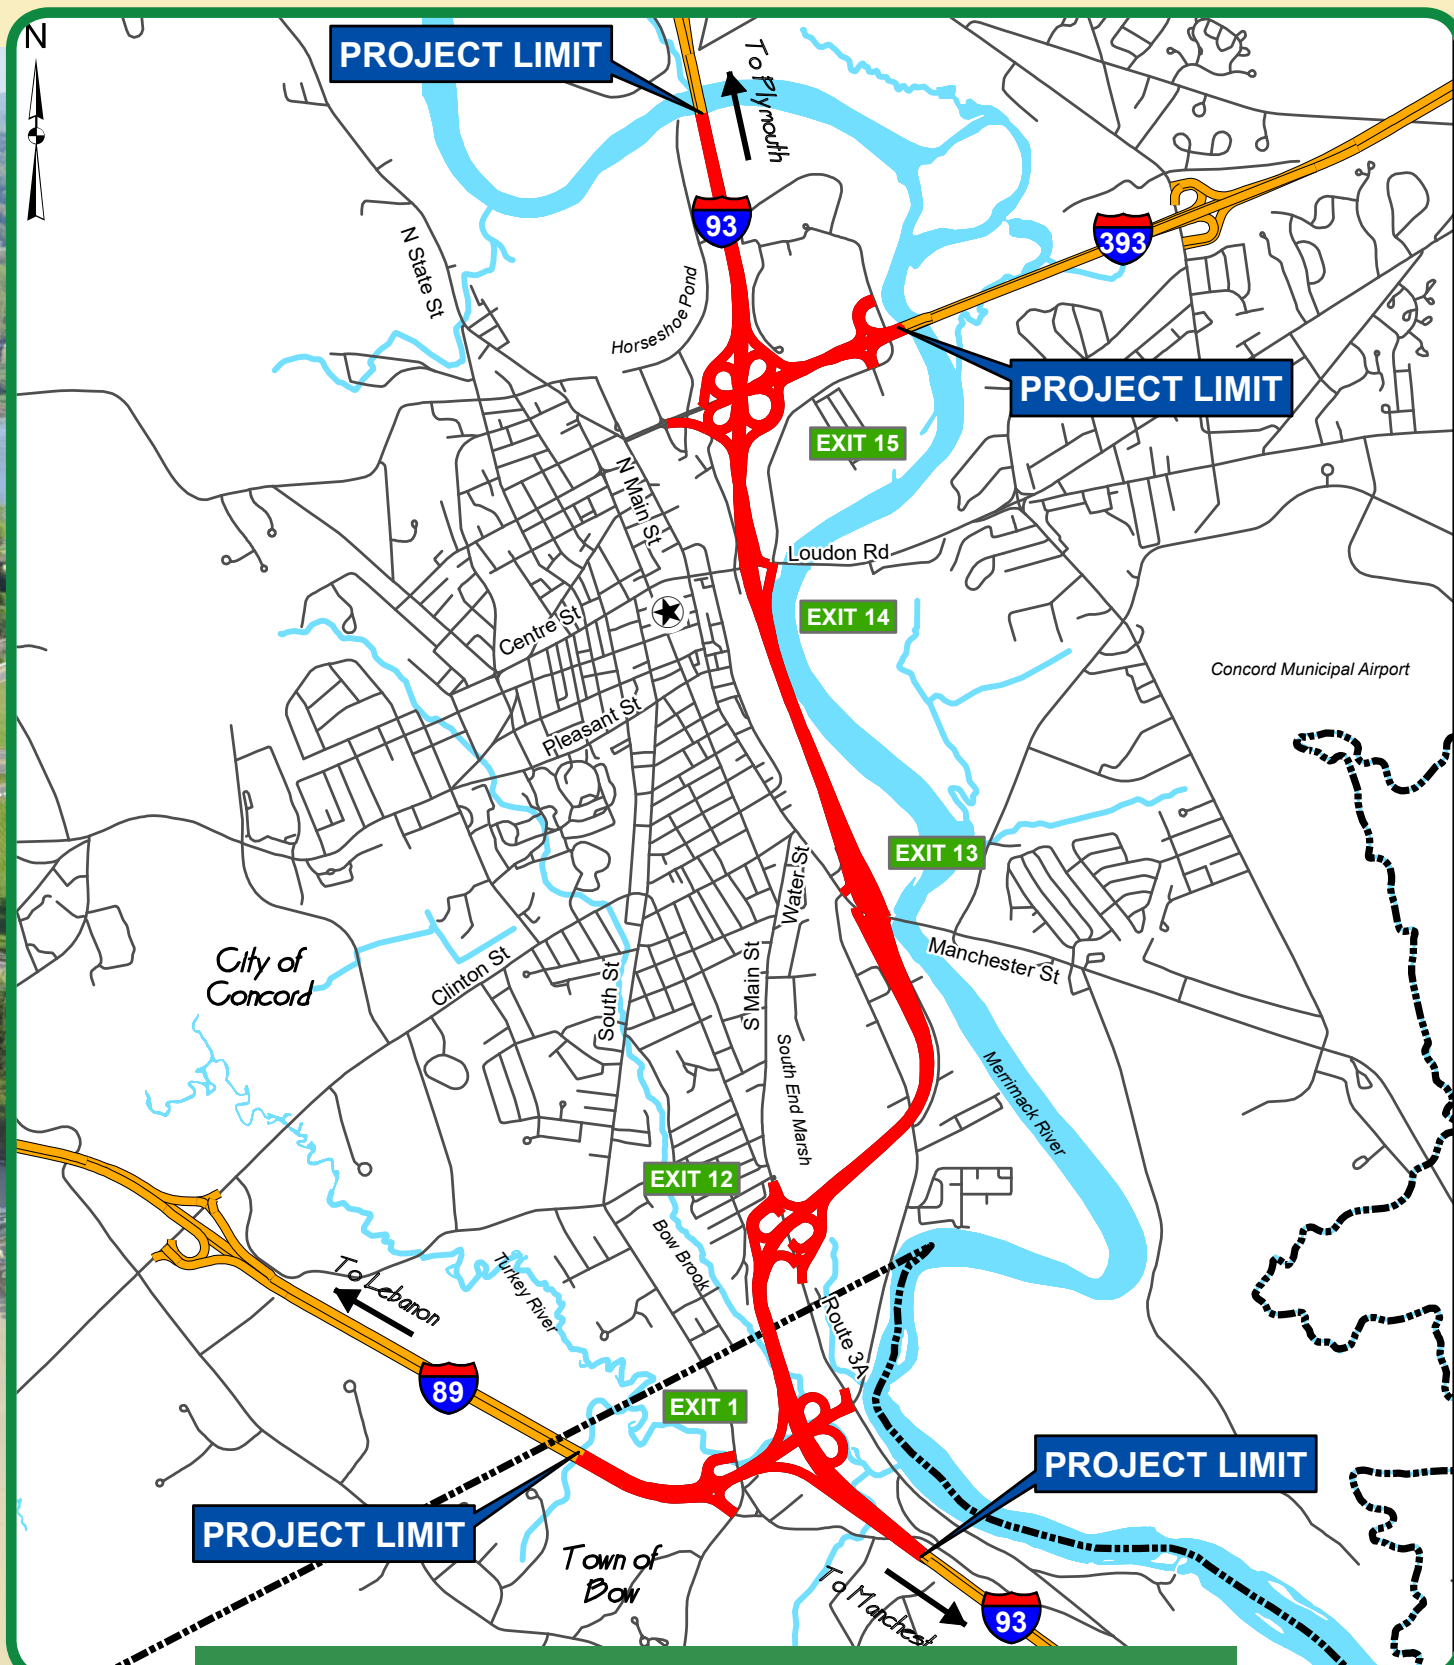 N
PROJECT LIMIT
To Plymouth
93
393
N State St
Horseshoe Pond
PROJECT LIMIT
EXIT 15
N Main St
Loudon Rd
EXIT 14
Centre St
Concord Municipal Airport
Pleasant St
EXIT 13
Water St
Manchester St
City of
Concord
Clinton St
South St
S Main St
South End Marsh
Merrimack River
EXIT 12
Bow Brook
Turkey River
To Lebanon
Route 3A
89
EXIT 1
PROJECT LIMIT
PROJECT LIMIT
Town of
Bow
To Manchest
93